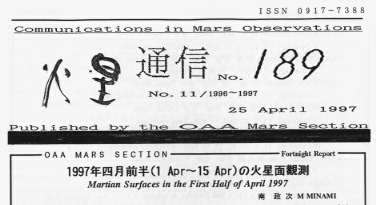 ISSN 0917-7388
Communications in Mars Observations
火星 通信 No. 189
No. 11/1996~1997
25 April 1997
Published by the OAA Mars Section
OAA MARS SECTION Fortnight Report
1997年四月前半(1 Apr~15 Apr)の火星面観測
Martian Surfaces in the First Half of April 1997
南 政 次 M MINAMI